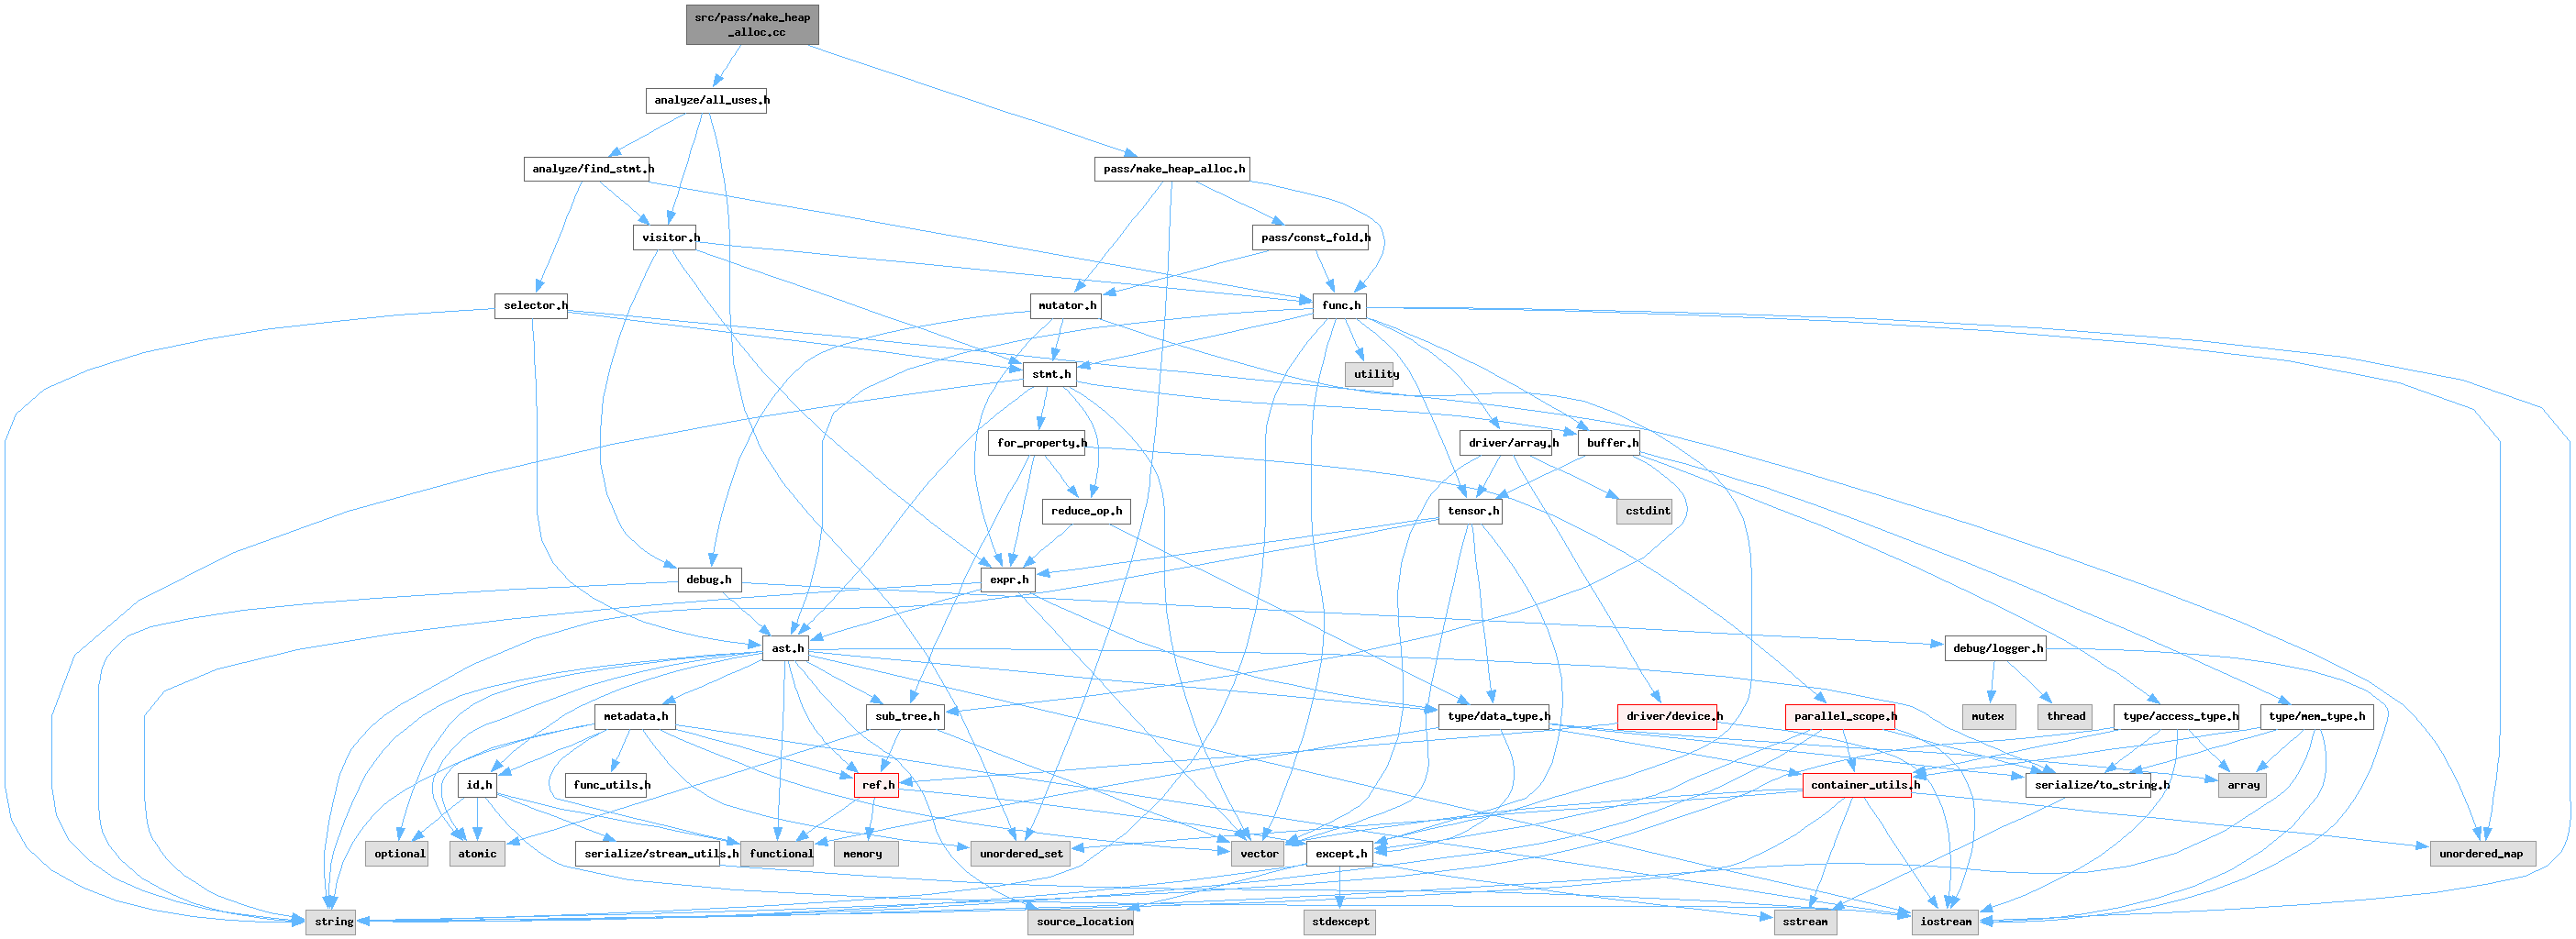 src/pass/make_heap
_alloc.cc
analyze/all_uses.h
analyze/find_stmt.h
pass/make_heap_alloc.h
visitor.h
pass/const_fold.h
selector.h
mutator.h
func.h
stmt.h
utility
for_property.h
driver/array.h
buffer.h
reduce_op.h
tensor.h
cstdint
debug.h
expr.h
ast.h
debug/logger.h
metadata.h
sub_tree.h
type/data_type.h
driver/device.h
parallel_scope.h
mutex
thread
type/access_type.h
type/mem_type.h
id.h
func_utils.h
ref.h
container_utils.h
serialize/to_string.h
array
optional
atomic
serialize/stream_utils.h
functional
memory
unordered_set
vector
except.h
unordered_map
string
source_location
stdexcept
sstream
iostream